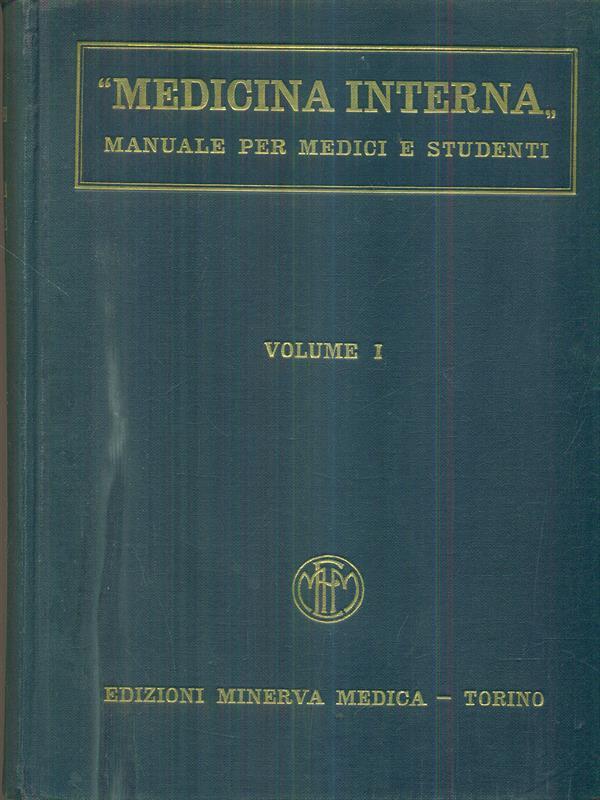 “MEDICINA INTERNA„
MANUALE PER MEDICI E STUDENTI
VOLUME I
EDIZIONI MINERVA MEDICA – TORINO